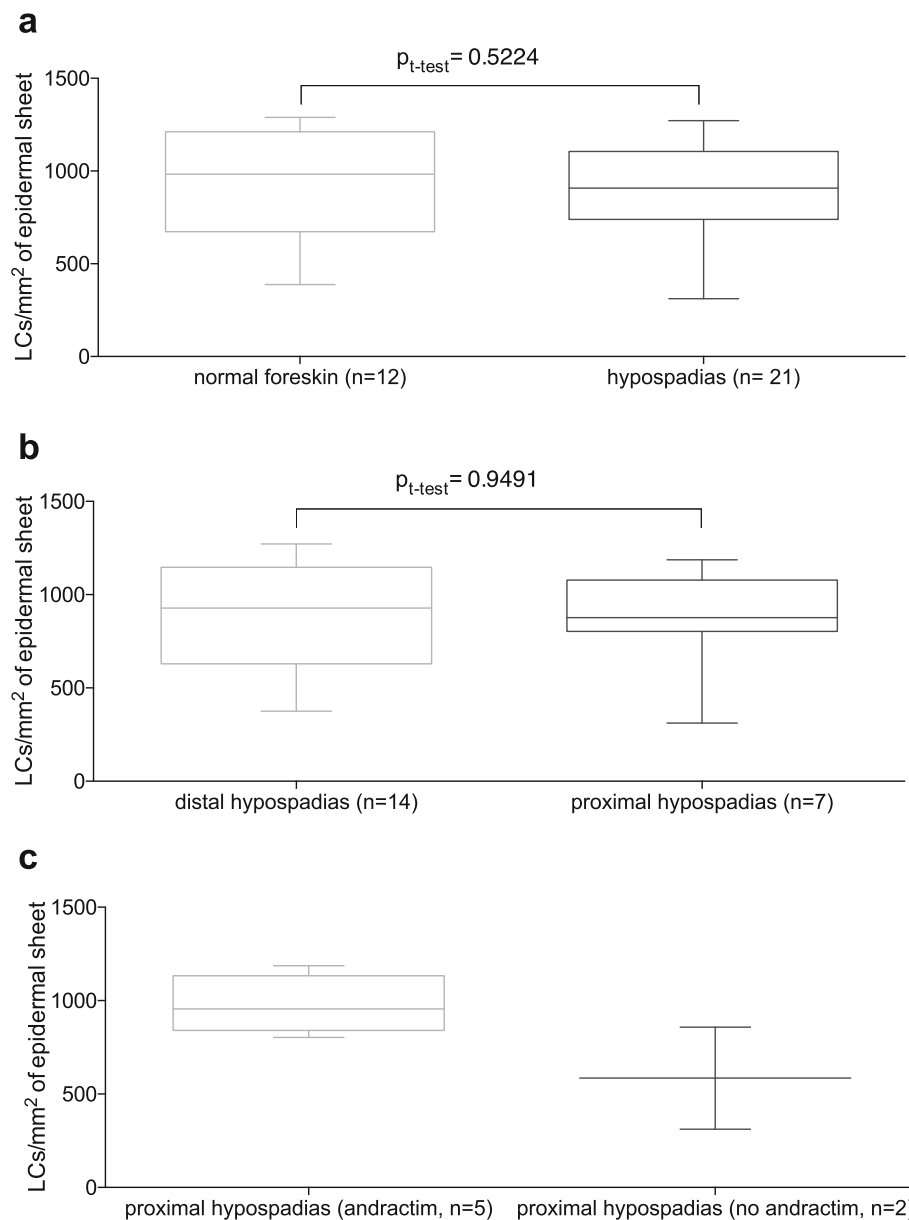 a
p t-test = 0.5224
LCs/mm² of epidermal sheet
1500
1000
500
0
normal foreskin (n=12)
hypospadias (n= 21)
b
p t-test = 0.9491
LCs/mm² of epidermal sheet
1500
1000
500
0
distal hypospadias (n=14)
proximal hypospadias (n=7)
c
LCs/mm² of epidermal sheet
1500
1000
500
0
proximal hypospadias (andractim, n=5)
proximal hypospadias (no andractim, n=2)